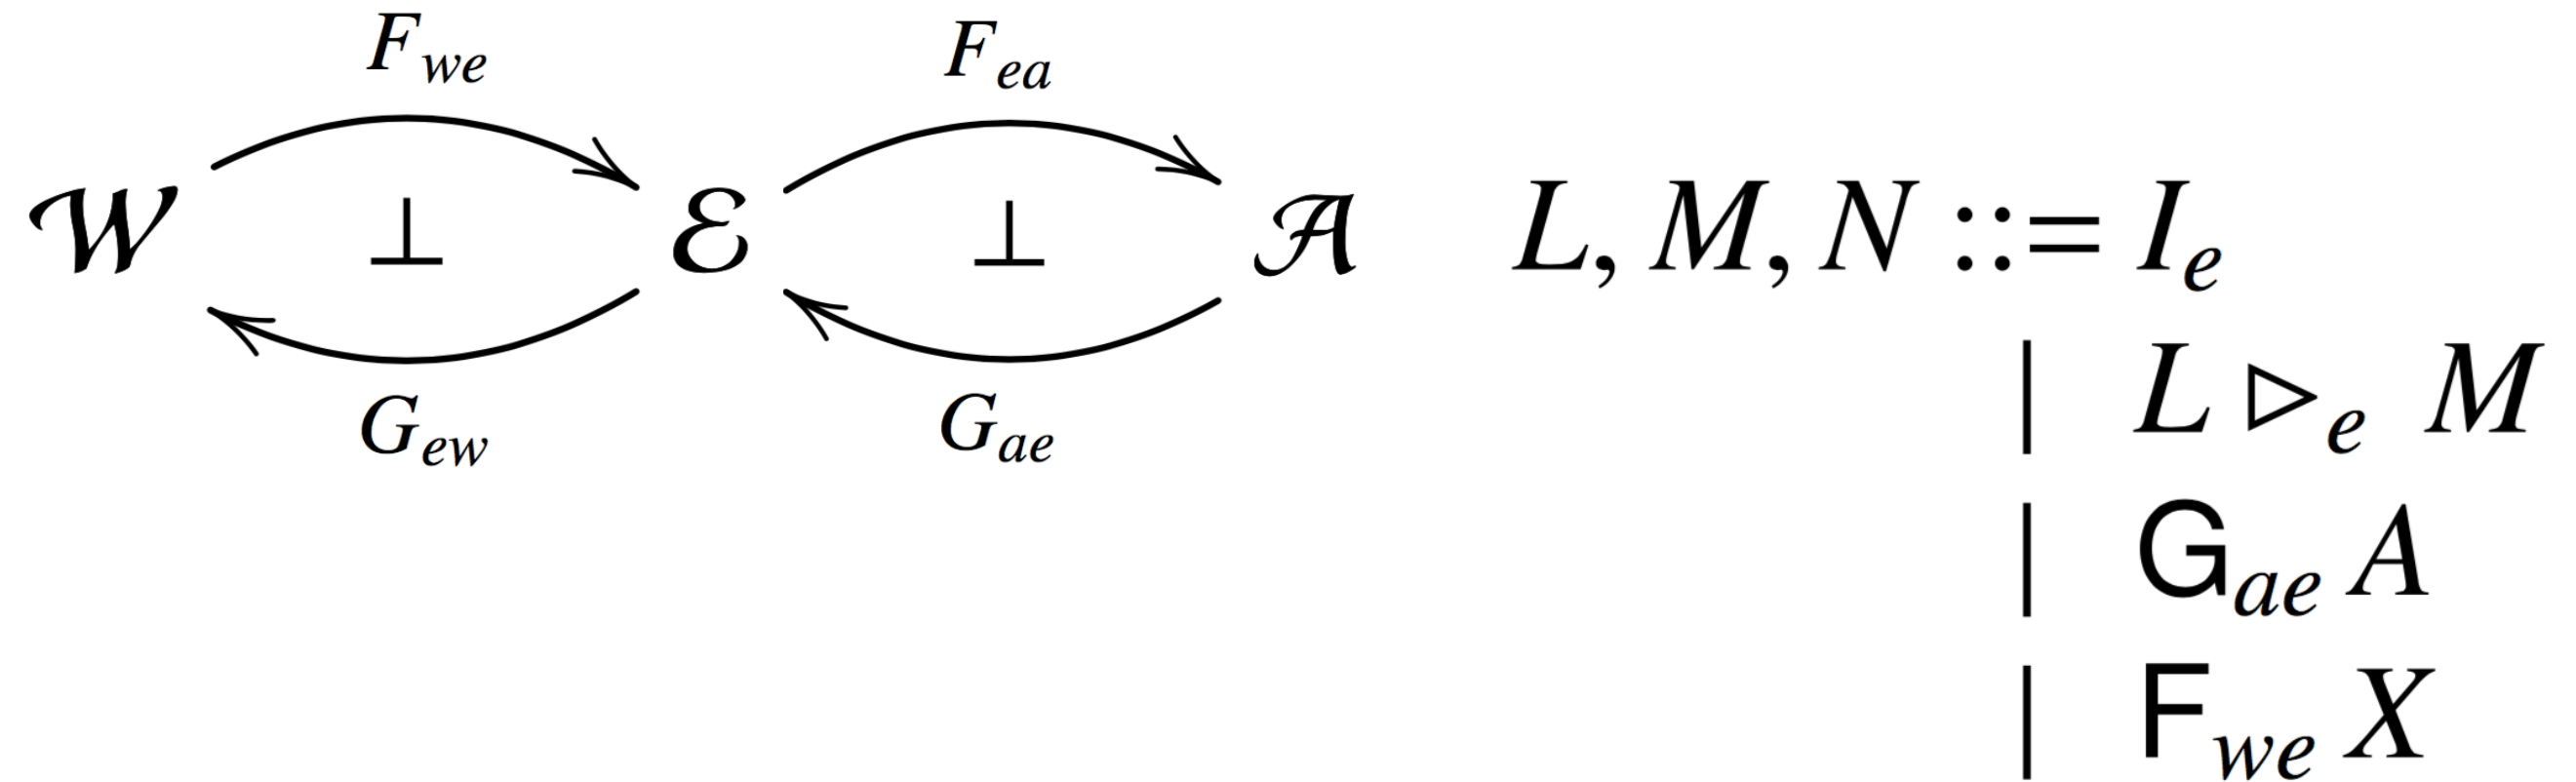 F_{we} F_{ea}
𝒲 ⊥ ℰ ⊥ 𝒜 L, M, N ::= I_e
G_{ew} G_{ae} | L ▷_e M
| G_{ae} A
| F_{we} X